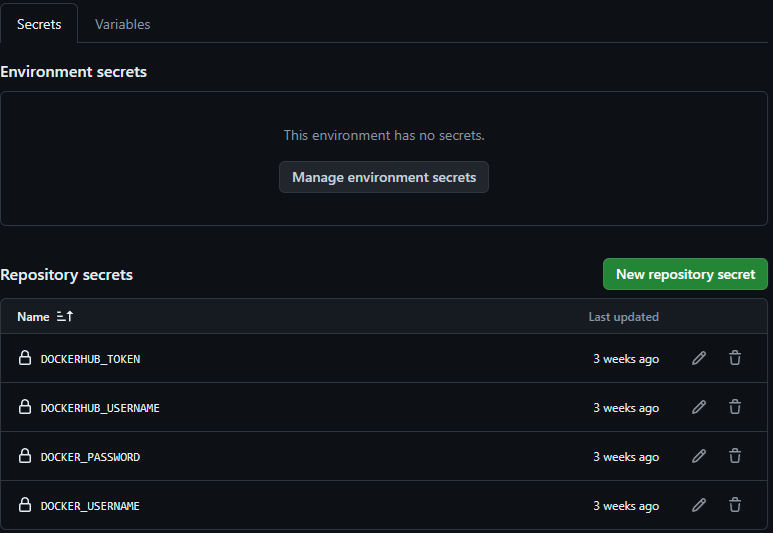 Secrets Variables
Environment secrets
This environment has no secrets.
Manage environment secrets
Repository secrets New repository secret
Name Last updated
DOCKERHUB_TOKEN 3 weeks ago
DOCKERHUB_USERNAME 3 weeks ago
DOCKER_PASSWORD 3 weeks ago
DOCKER_USERNAME 3 weeks ago